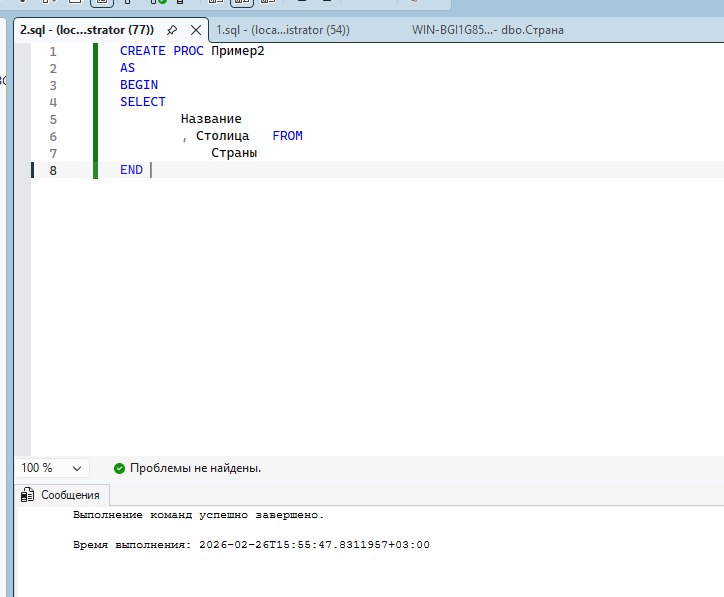 2.sql - (loc...strator (77)) 1.sql - (loca...istrator (54)) WIN-BGI1G85...- dbo.Страна
1 CREATE PROC Пример2
2 AS
3 BEGIN
4 SELECT
5 Название
6 , Столица FROM
7 Страны
8 END
100 % Проблемы не найдены.
Сообщения
Выполнение команд успешно завершено.
Время выполнения: 2026-02-26T15:55:47.8311957+03:00